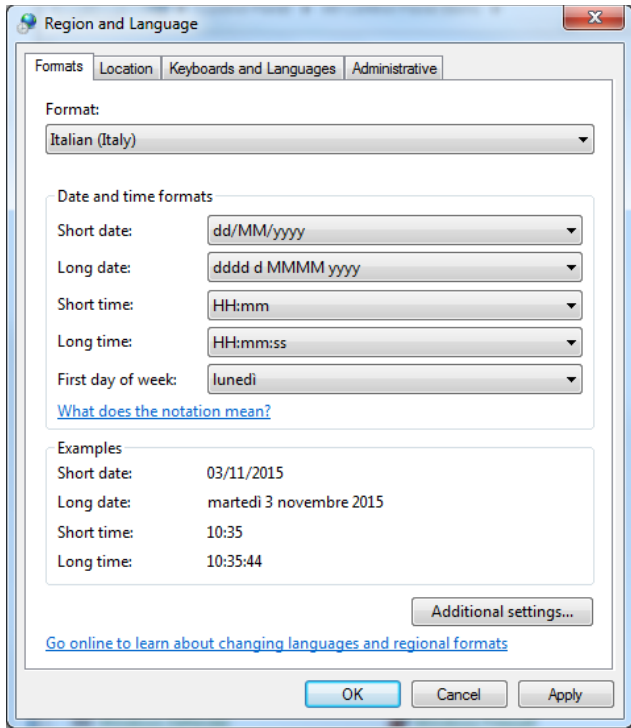 Region and Language
Formats Location Keyboards and Languages Administrative
Format:
Italian (Italy)
Date and time formats
Short date: dd/MM/yyyy
Long date: dddd d MMMM yyyy
Short time: HH:mm
Long time: HH:mm:ss
First day of week: lunedì
What does the notation mean?
Examples
Short date: 03/11/2015
Long date: martedì 3 novembre 2015
Short time: 10:35
Long time: 10:35:44
Additional settings...
Go online to learn about changing languages and regional formats
OK Cancel Apply